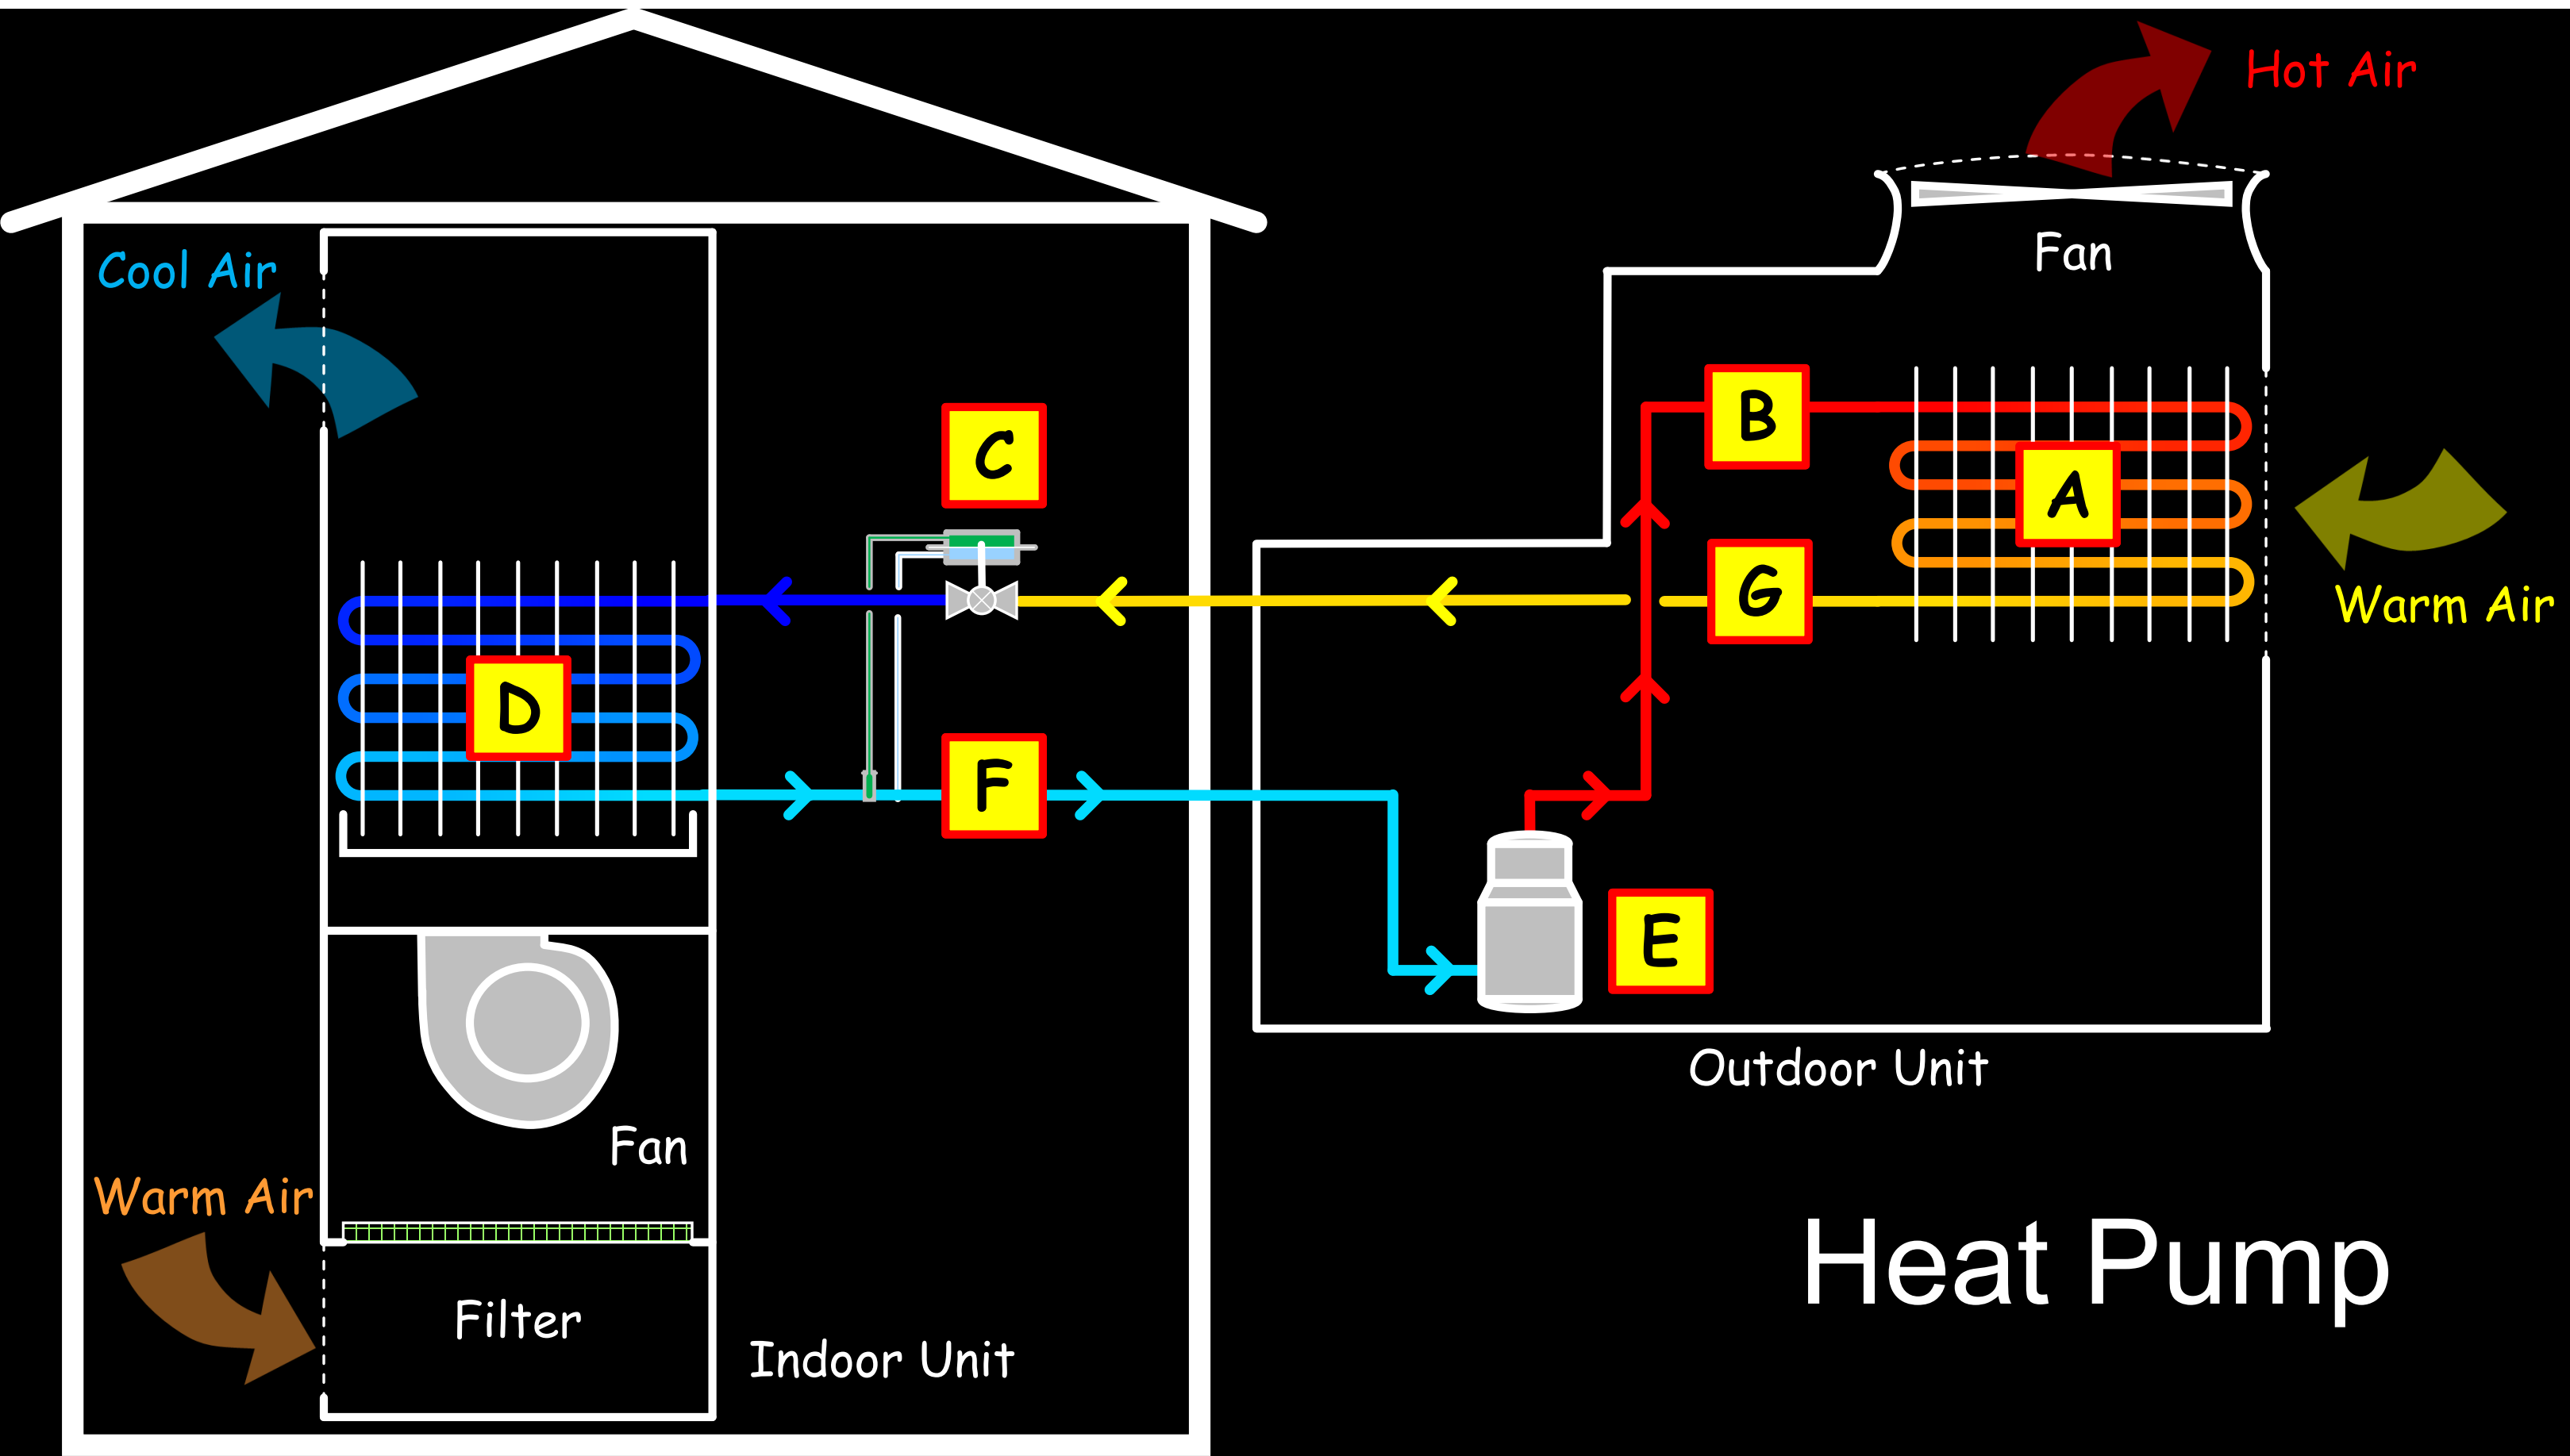 Hot Air
Cool Air
Fan
B
C
A
G
Warm Air
D
F
E
Outdoor Unit
Fan
Warm Air
Heat Pump
Filter
Indoor Unit